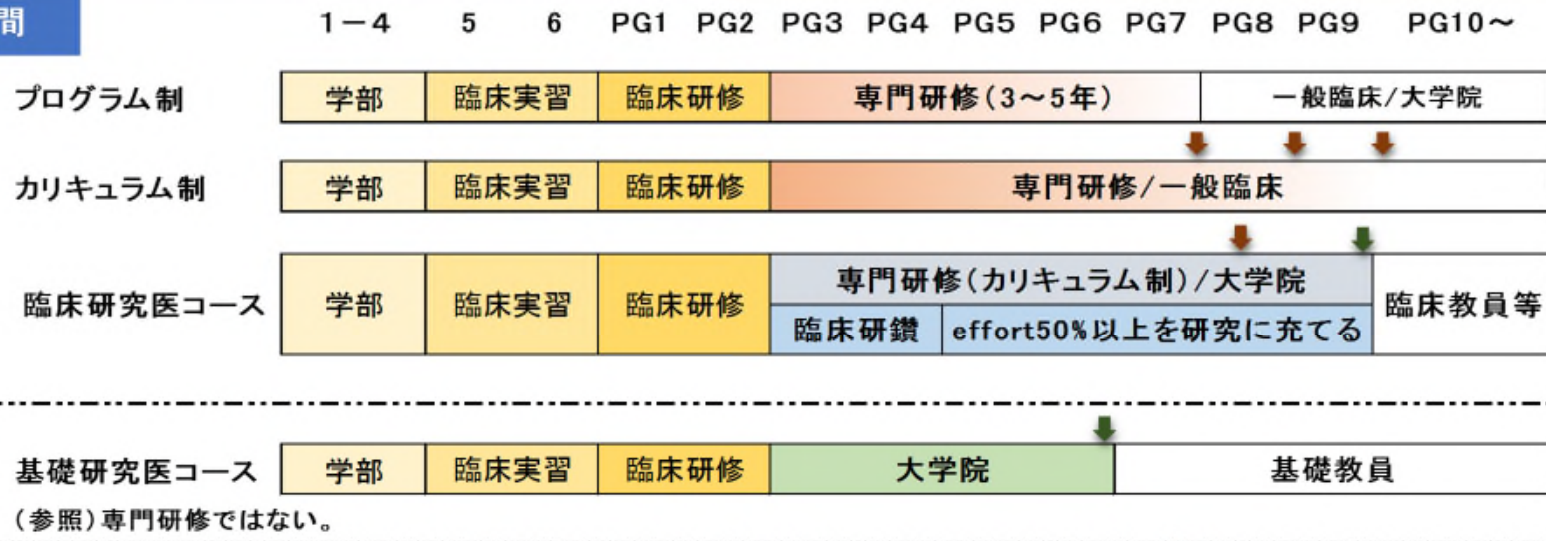 間
1－4 5 6 PG1 PG2 PG3 PG4 PG5 PG6 PG7 PG8 PG9 PG10～
プログラム制 学部 臨床実習 臨床研修 専門研修(3～5年) 一般臨床/大学院
カリキュラム制 学部 臨床実習 臨床研修 専門研修/一般臨床
臨床研究医コース 学部 臨床実習 臨床研修 専門研修(カリキュラム制)/大学院 臨床教員等
臨床研鑽 effort50%以上を研究に充てる
基礎研究医コース 学部 臨床実習 臨床研修 大学院 基礎教員
(参照)専門研修ではない。